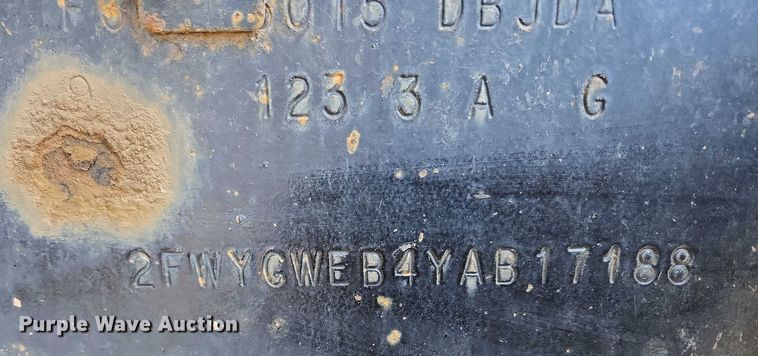 DBJDA
123 3 A G
2FWYGWEB4YAB17188
Purple Wave Auction